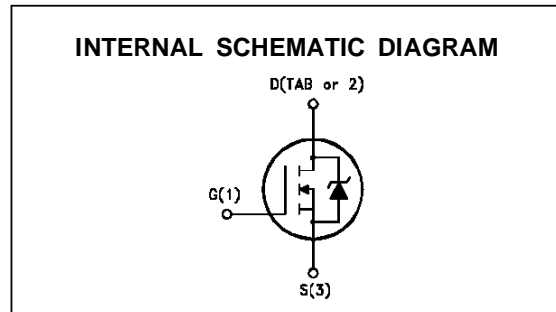 INTERNAL SCHEMATIC DIAGRAM
D(TAB or 2)
G(1)
S(3)